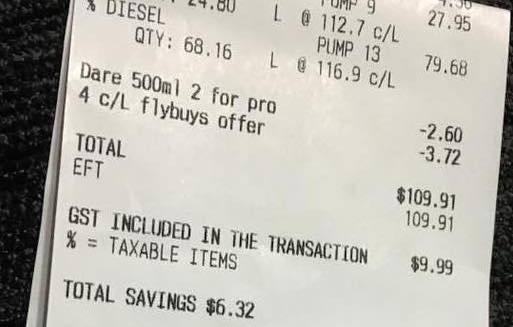 24.80 L @ 112.7 c/L 27.95
% DIESEL PUMP 13
QTY: 68.16 L @ 116.9 c/L 79.68
Dare 500ml 2 for pro -2.60
4 c/L flybuys offer -3.72
TOTAL $109.91
EFT 109.91
GST INCLUDED IN THE TRANSACTION $9.99
% = TAXABLE ITEMS
TOTAL SAVINGS $6.32